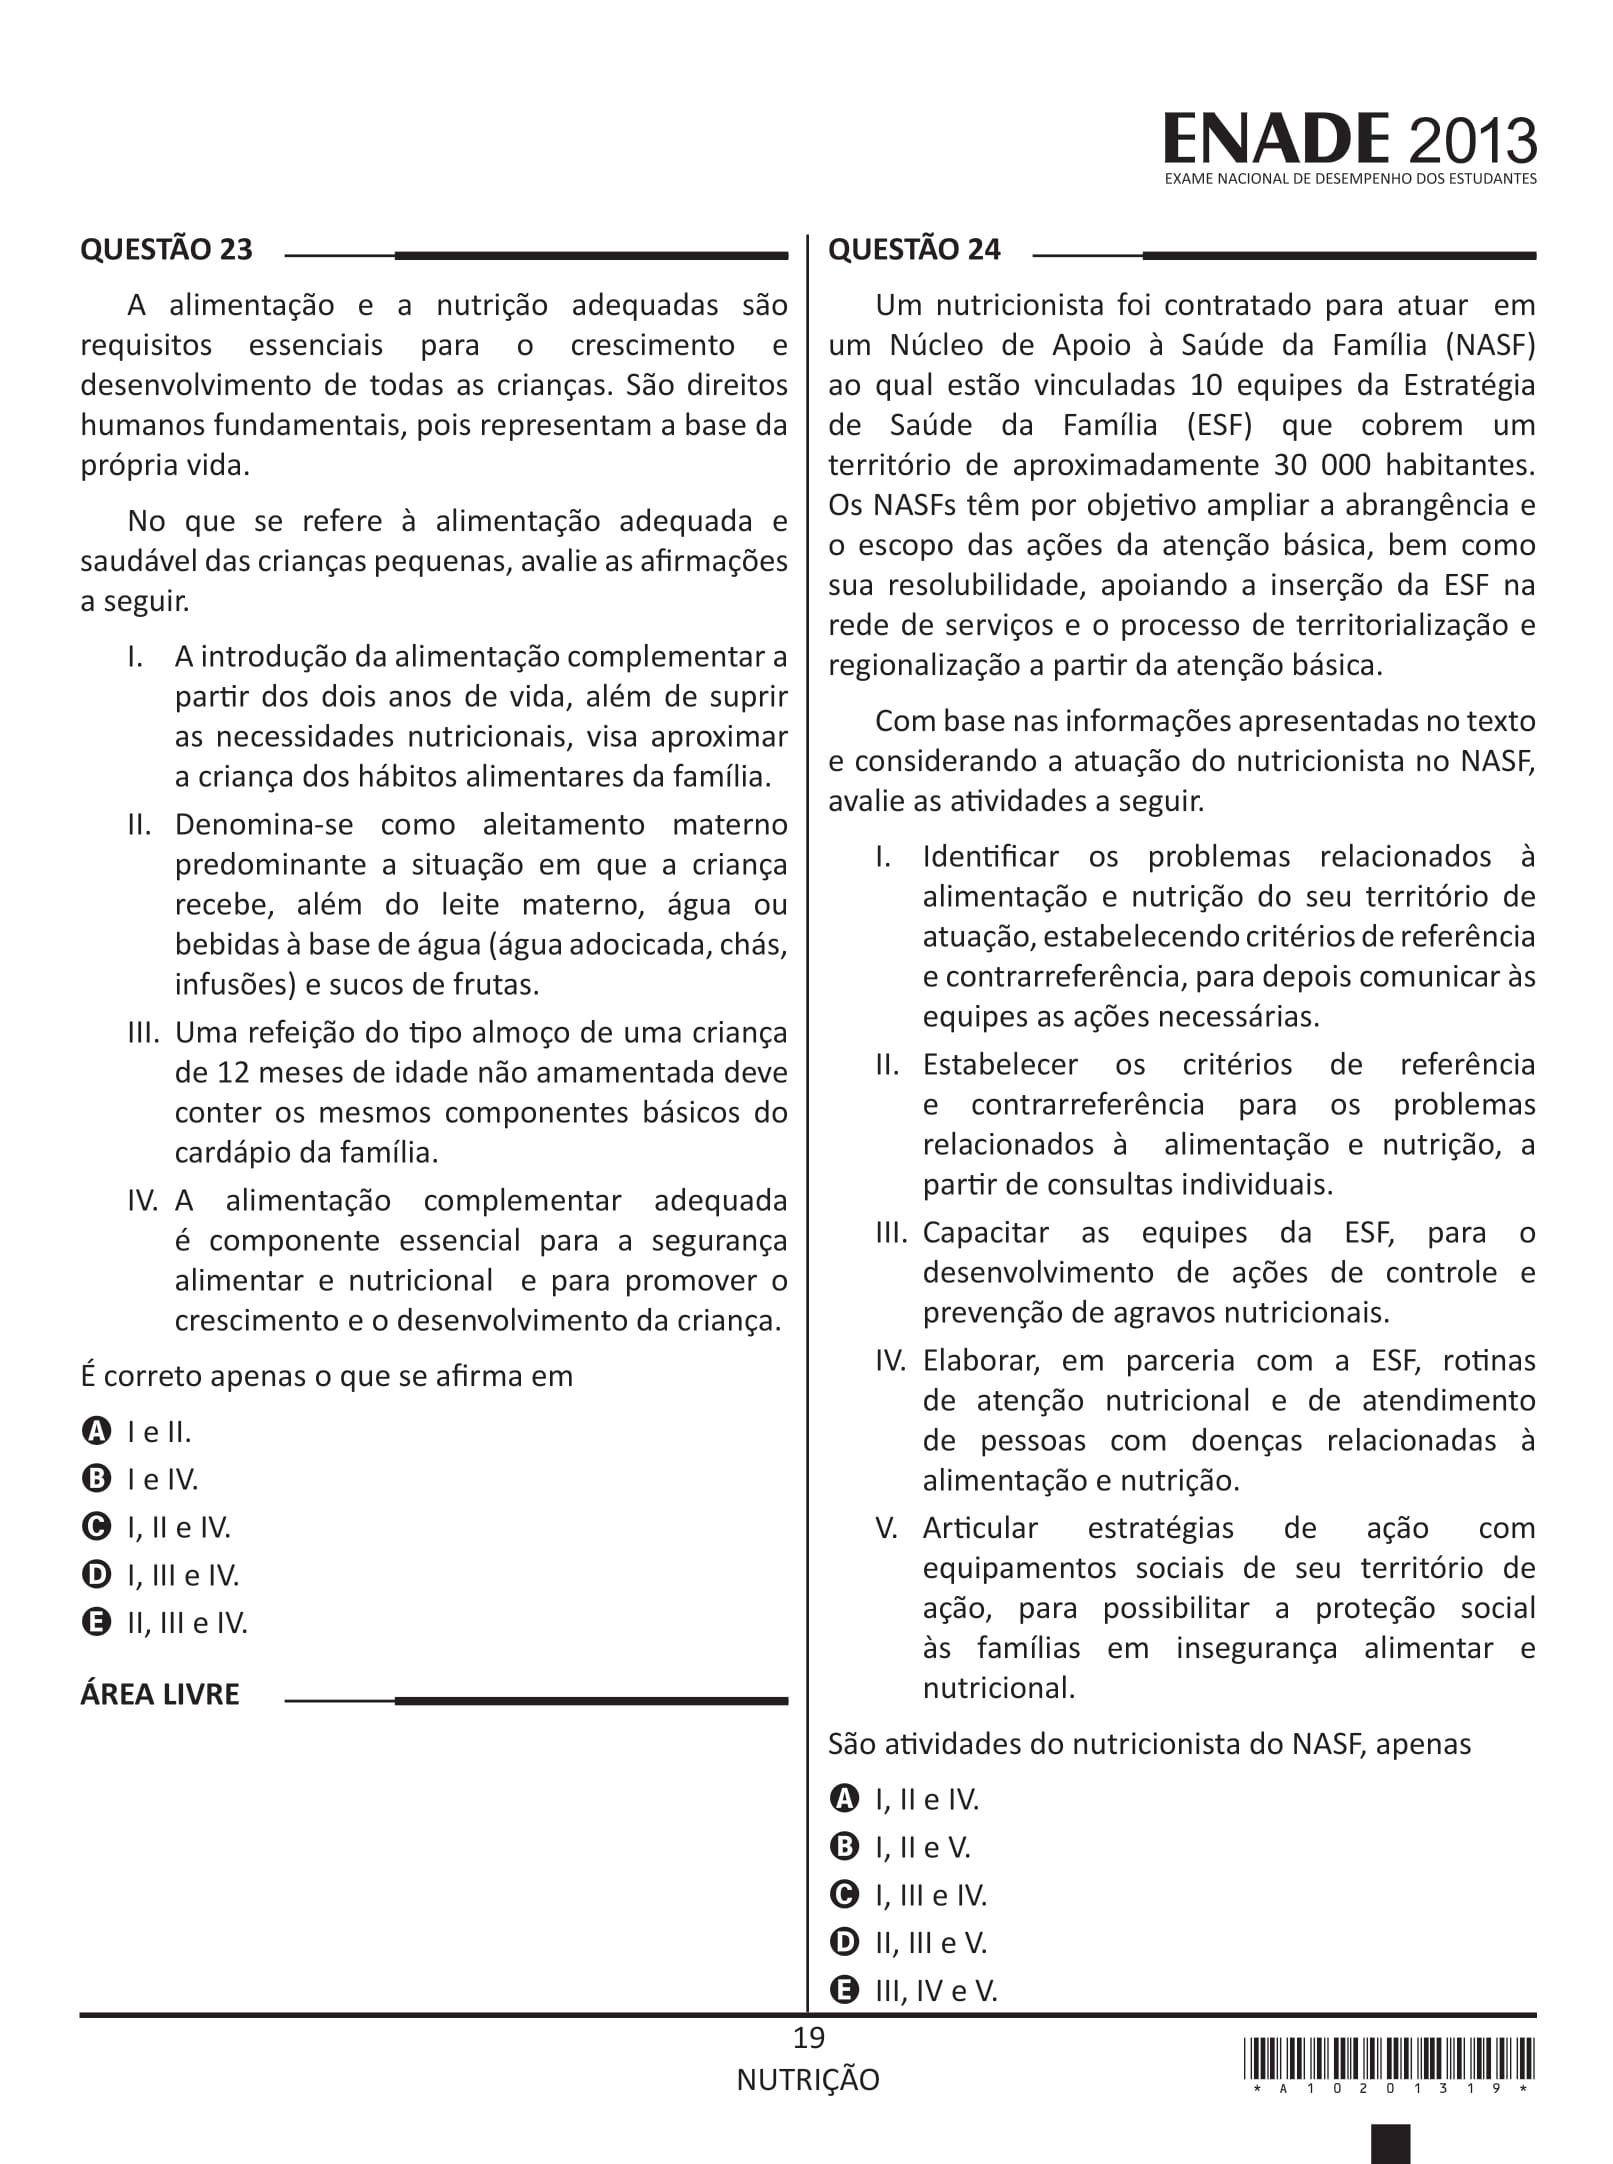 ENADE 2013
EXAME NACIONAL DE DESEMPENHO DOS ESTUDANTES
QUESTÃO 23
A alimentação e a nutrição adequadas são
requisitos essenciais para o crescimento e
desenvolvimento de todas as crianças. São direitos
humanos fundamentais, pois representam a base da
própria vida.
No que se refere à alimentação adequada e
saudável das crianças pequenas, avalie as afirmações
a seguir.
I. A introdução da alimentação complementar a
partir dos dois anos de vida, além de suprir
as necessidades nutricionais, visa aproximar
a criança dos hábitos alimentares da família.
II. Denomina-se como aleitamento materno
predominante a situação em que a criança
recebe, além do leite materno, água ou
bebidas à base de água (água adocicada, chás,
infusões) e sucos de frutas.
III. Uma refeição do tipo almoço de uma criança
de 12 meses de idade não amamentada deve
conter os mesmos componentes básicos do
cardápio da família.
IV. A alimentação complementar adequada
é componente essencial para a segurança
alimentar e nutricional e para promover o
crescimento e o desenvolvimento da criança.
É correto apenas o que se afirma em
A I e II.
B I e IV.
C I, II e IV.
D I, III e IV.
E II, III e IV.
ÁREA LIVRE
QUESTÃO 24
Um nutricionista foi contratado para atuar em
um Núcleo de Apoio à Saúde da Família (NASF)
ao qual estão vinculadas 10 equipes da Estratégia
de Saúde da Família (ESF) que cobrem um
território de aproximadamente 30 000 habitantes.
Os NASFs têm por objetivo ampliar a abrangência e
o escopo das ações da atenção básica, bem como
sua resolubilidade, apoiando a inserção da ESF na
rede de serviços e o processo de territorialização e
regionalização a partir da atenção básica.
Com base nas informações apresentadas no texto
e considerando a atuação do nutricionista no NASF,
avalie as atividades a seguir.
I. Identificar os problemas relacionados à
alimentação e nutrição do seu território de
atuação, estabelecendo critérios de referência
e contrarreferência, para depois comunicar às
equipes as ações necessárias.
II. Estabelecer os critérios de referência
e contrarreferência para os problemas
relacionados à alimentação e nutrição, a
partir de consultas individuais.
III. Capacitar as equipes da ESF, para o
desenvolvimento de ações de controle e
prevenção de agravos nutricionais.
IV. Elaborar, em parceria com a ESF, rotinas
de atenção nutricional e de atendimento
de pessoas com doenças relacionadas à
alimentação e nutrição.
V. Articular estratégias de ação com
equipamentos sociais de seu território de
ação, para possibilitar a proteção social
às famílias em insegurança alimentar e
nutricional.
São atividades do nutricionista do NASF, apenas
A I, II e IV.
B I, II e V.
C I, III e IV.
D II, III e V.
E III, IV e V.
19
NUTRIÇÃO
*A10201319*